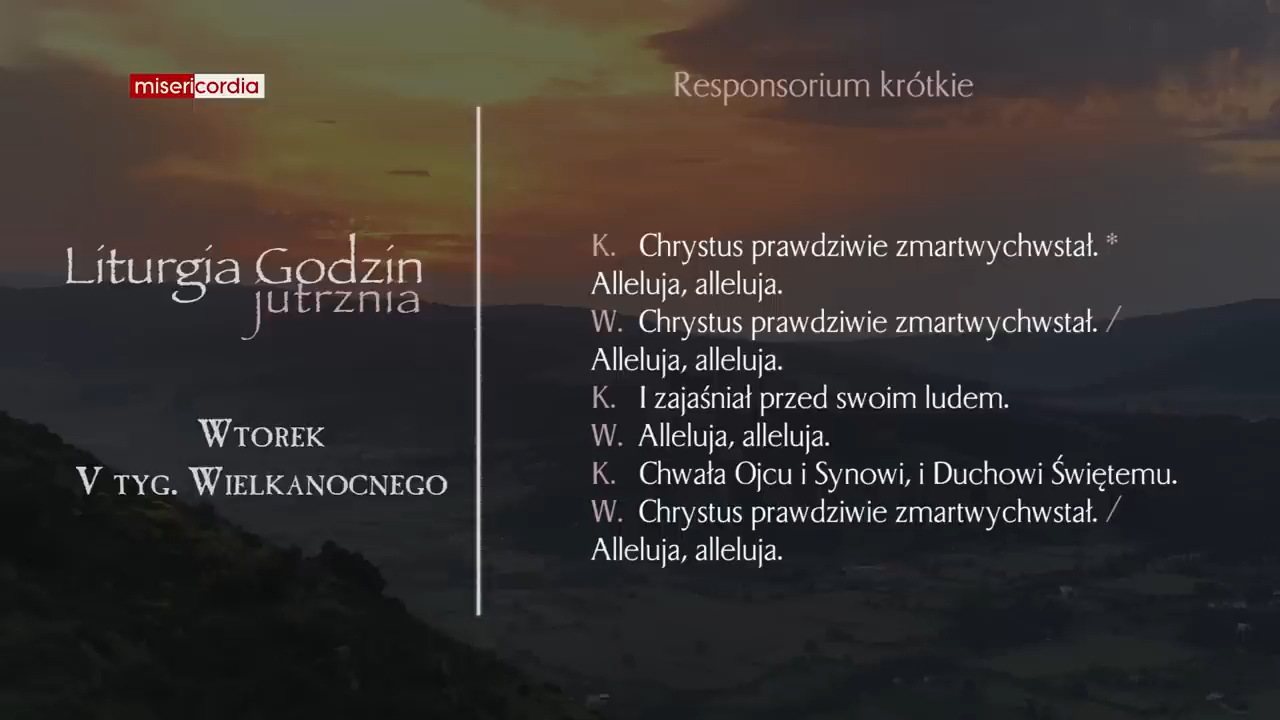 misericordia
Responsorium krótkie
Liturgia Godzin
jutrznia
Wtorek
V tyg. Wielkanocnego
K. Chrystus prawdziwie zmartwychwstał. *
Alleluja, alleluja.
W. Chrystus prawdziwie zmartwychwstał. /
Alleluja, alleluja.
K. I zajaśniał przed swoim ludem.
W. Alleluja, alleluja.
K. Chwała Ojcu i Synowi, i Duchowi Świętemu.
W. Chrystus prawdziwie zmartwychwstał. /
Alleluja, alleluja.